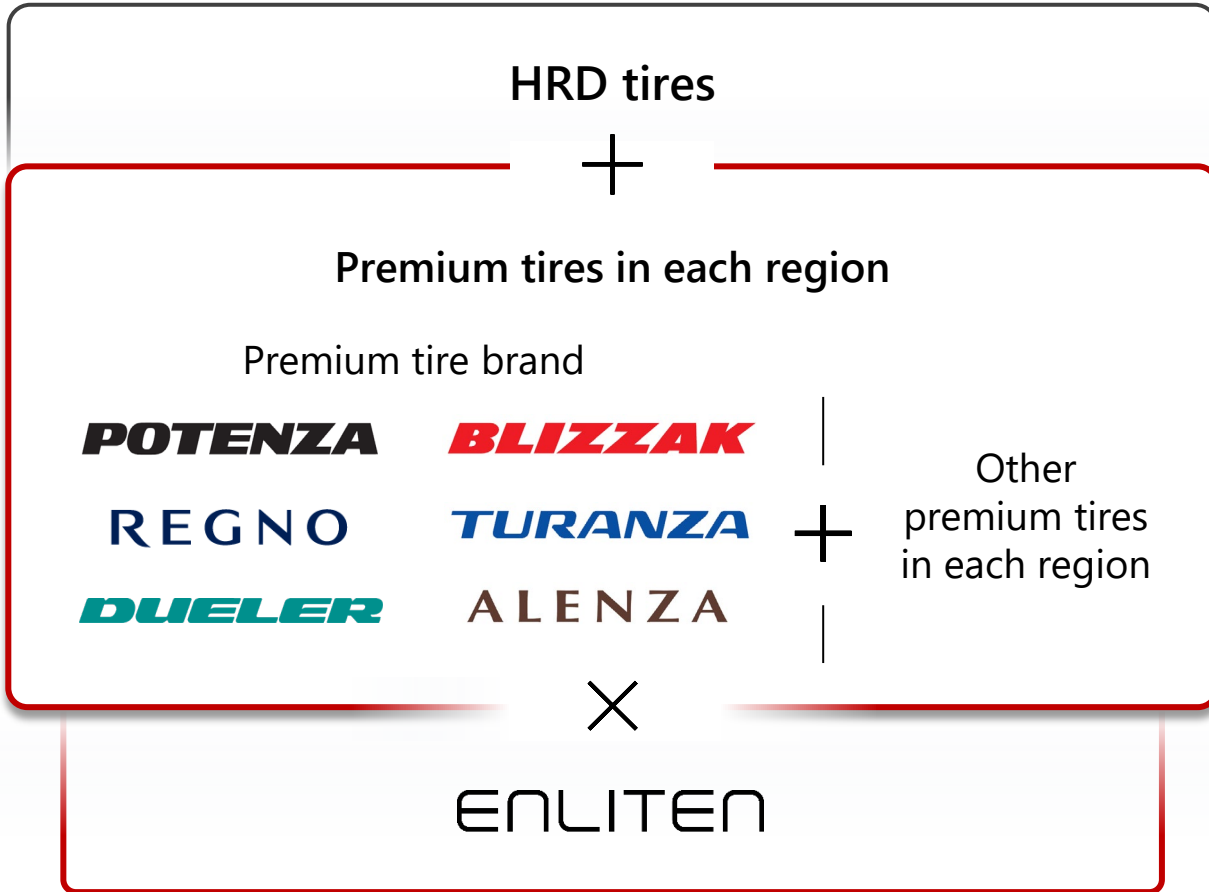 HRD tires
+
Premium tires in each region
Premium tire brand
POTENZA
BLIZZAK
REGNO
TURANZA
DUELER
ALENZA
+
Other
premium tires
in each region
×
ENLITEN